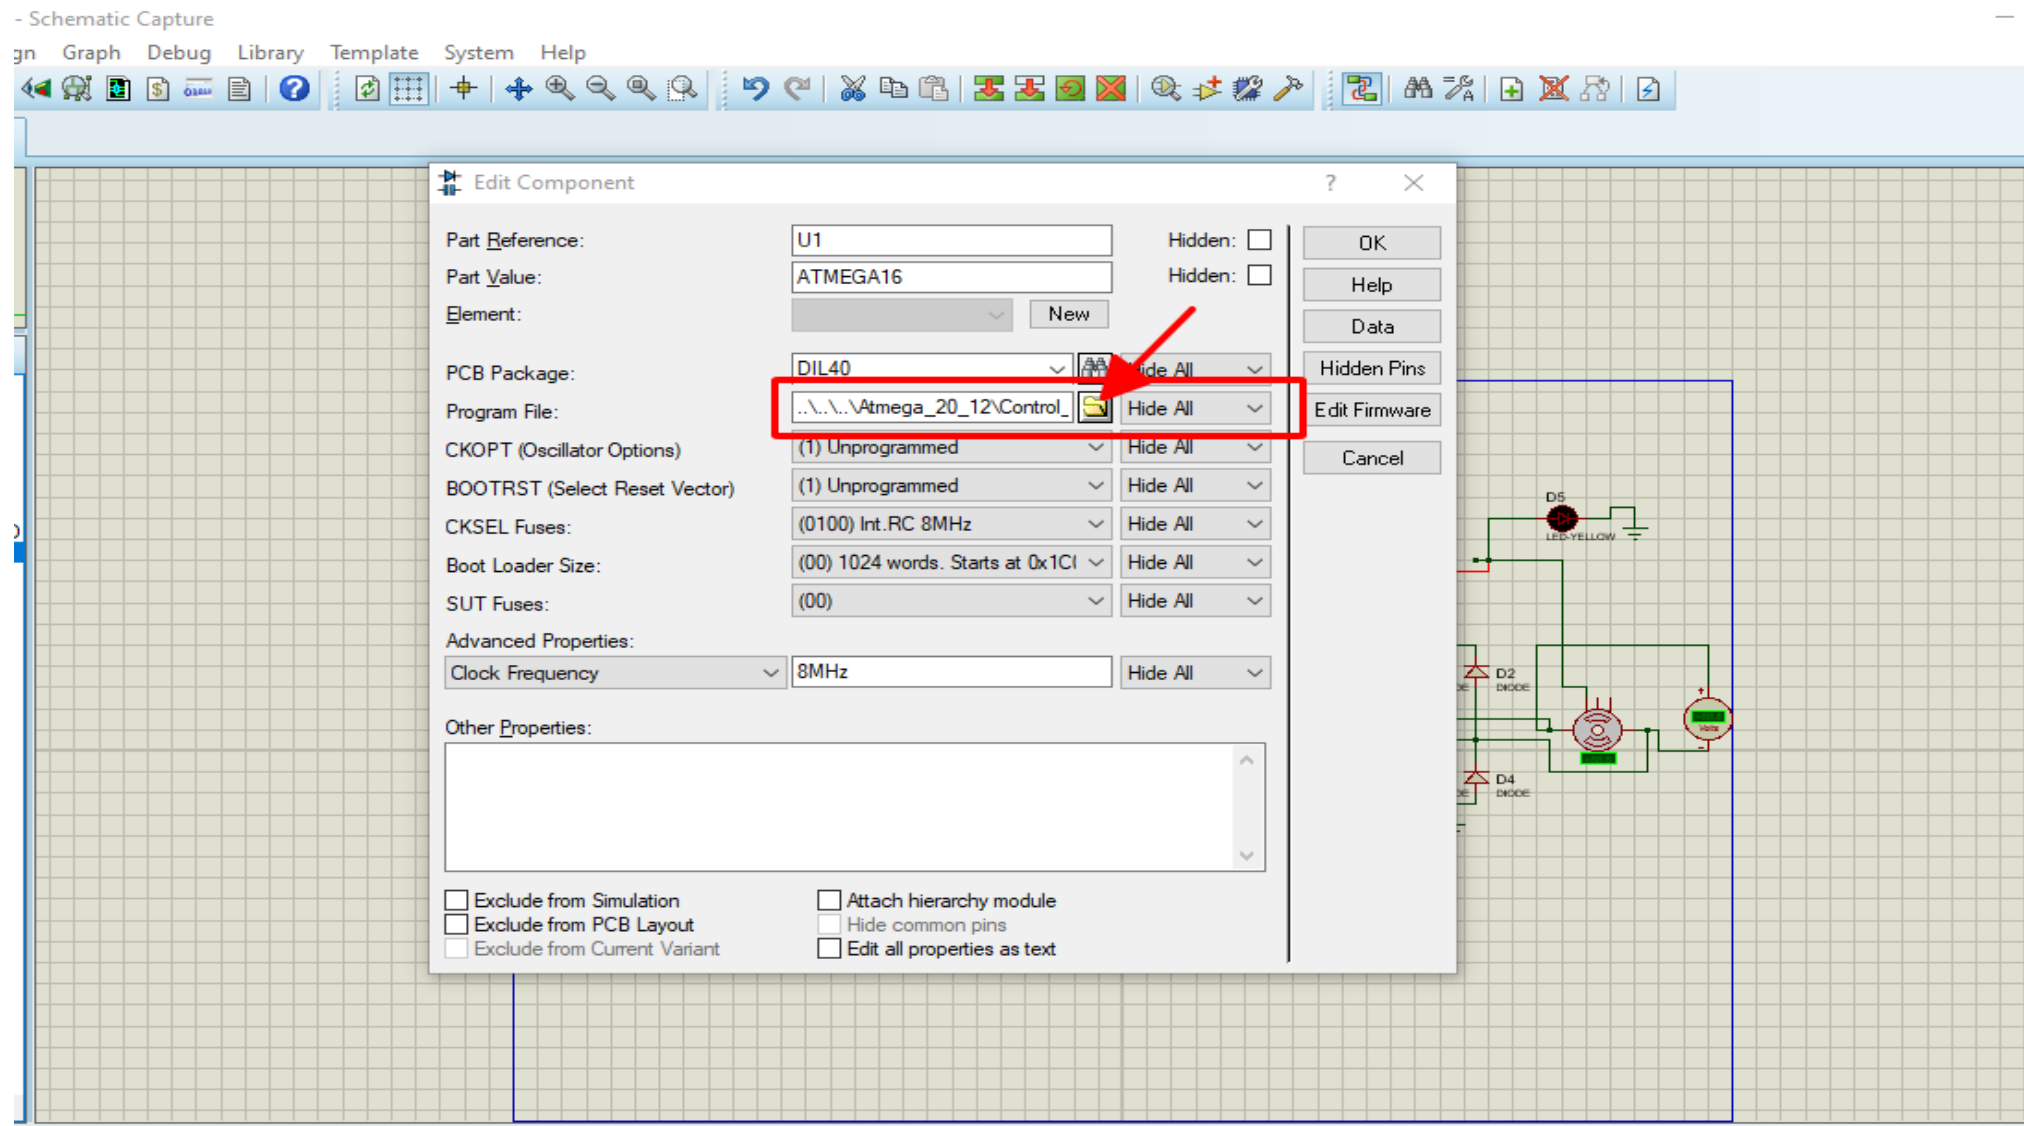 - Schematic Capture
gn Graph Debug Library Template System Help
Edit Component ?
Part Reference: U1 Hidden: OK
Part Value: ATMEGA16 Hidden: Help
Element: New Data
PCB Package: DIL40 Hide All Hidden Pins
Program File: ..\..\..\Atmega_20_12\Control_ Hide All Edit Firmware
CKOPT (Oscillator Options) (1) Unprogrammed Hide All Cancel
BOOTRST (Select Reset Vector) (1) Unprogrammed Hide All
CKSEL Fuses: (0100) Int.RC 8MHz Hide All
Boot Loader Size: (00) 1024 words. Starts at 0x1C( Hide All
SUT Fuses: (00) Hide All
Advanced Properties:
Clock Frequency 8MHz Hide All
Other Properties:
Exclude from Simulation Attach hierarchy module
Exclude from PCB Layout Hide common pins
Exclude from Current Variant Edit all properties as text
D5
LED-YELLOW
D2
DIODE
Volts
D4
DIODE